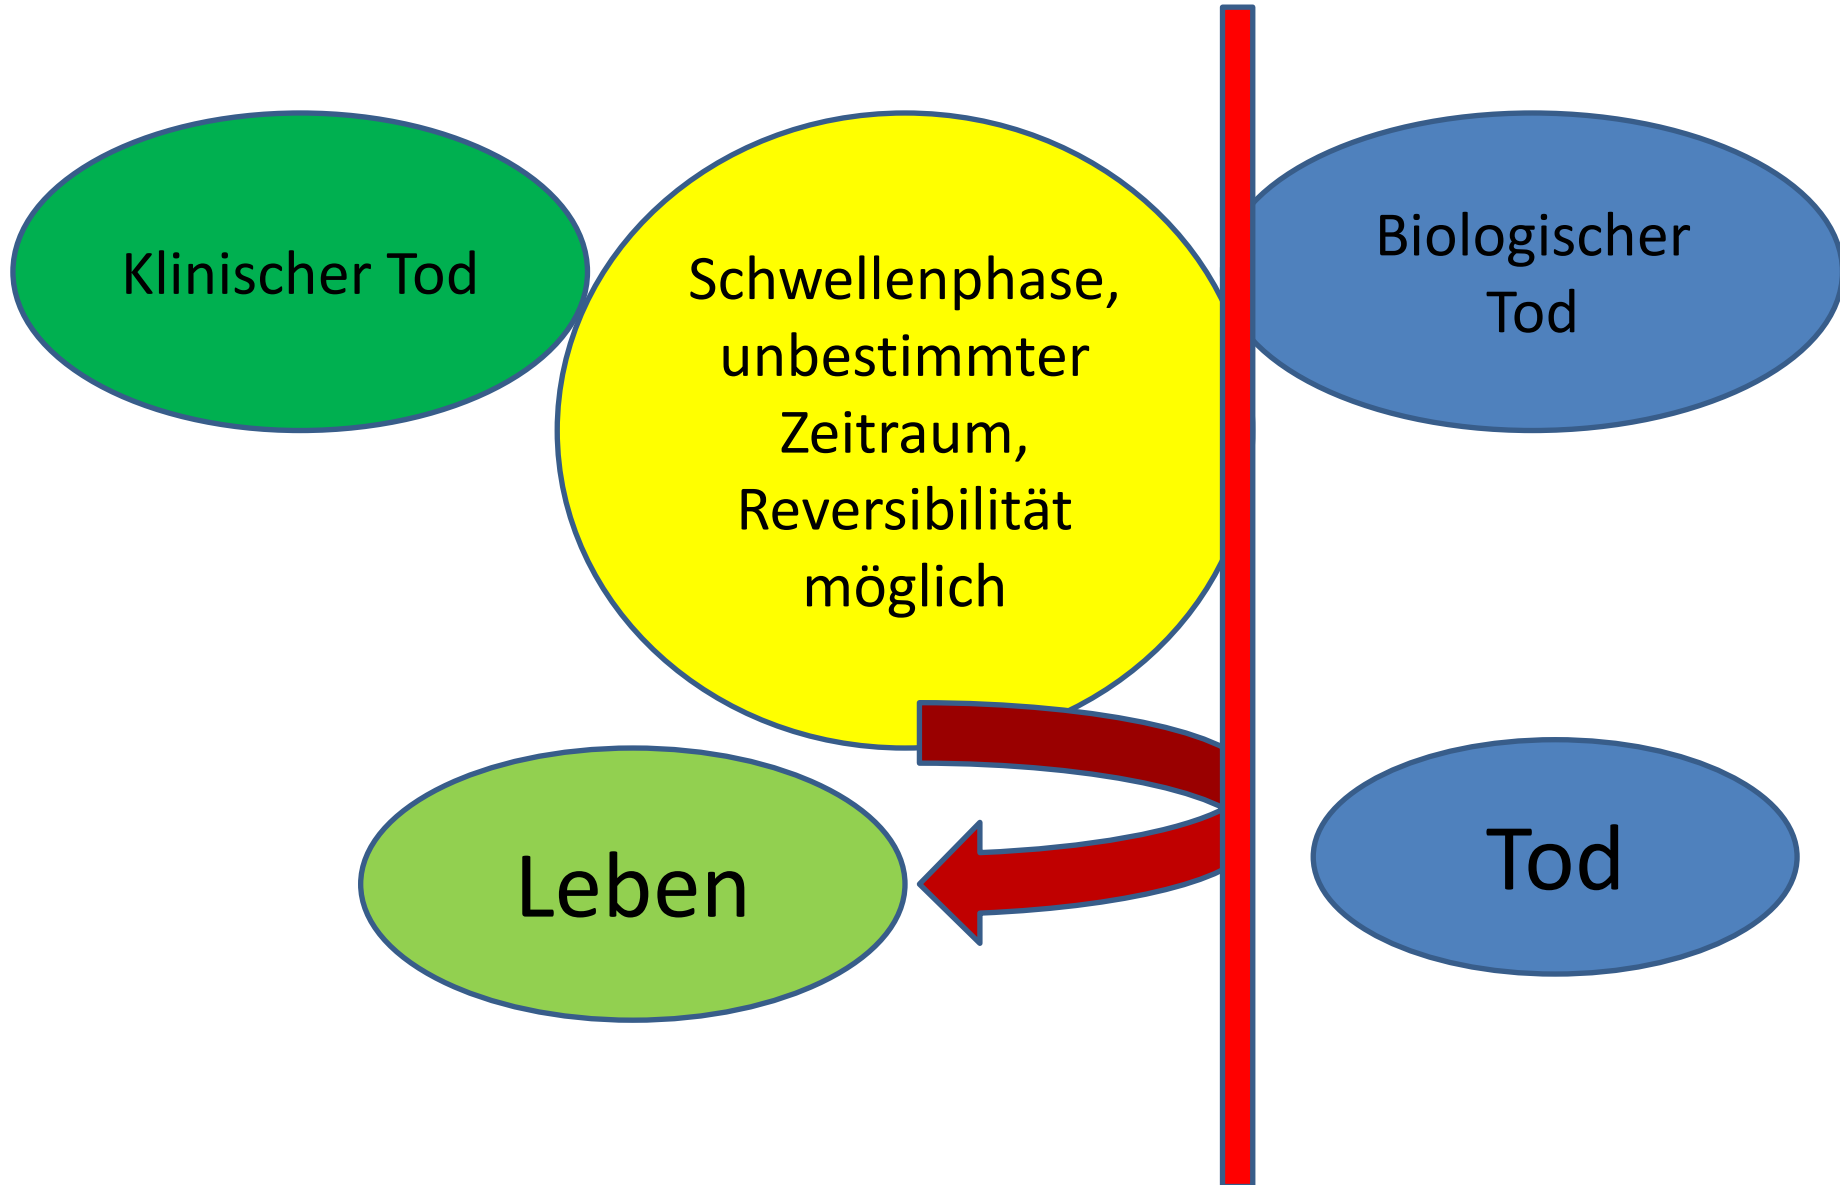 Klinischer Tod
Schwellenphase,
unbestimmter
Zeitraum,
Reversibilität
möglich
Biologischer
Tod
Leben
Tod